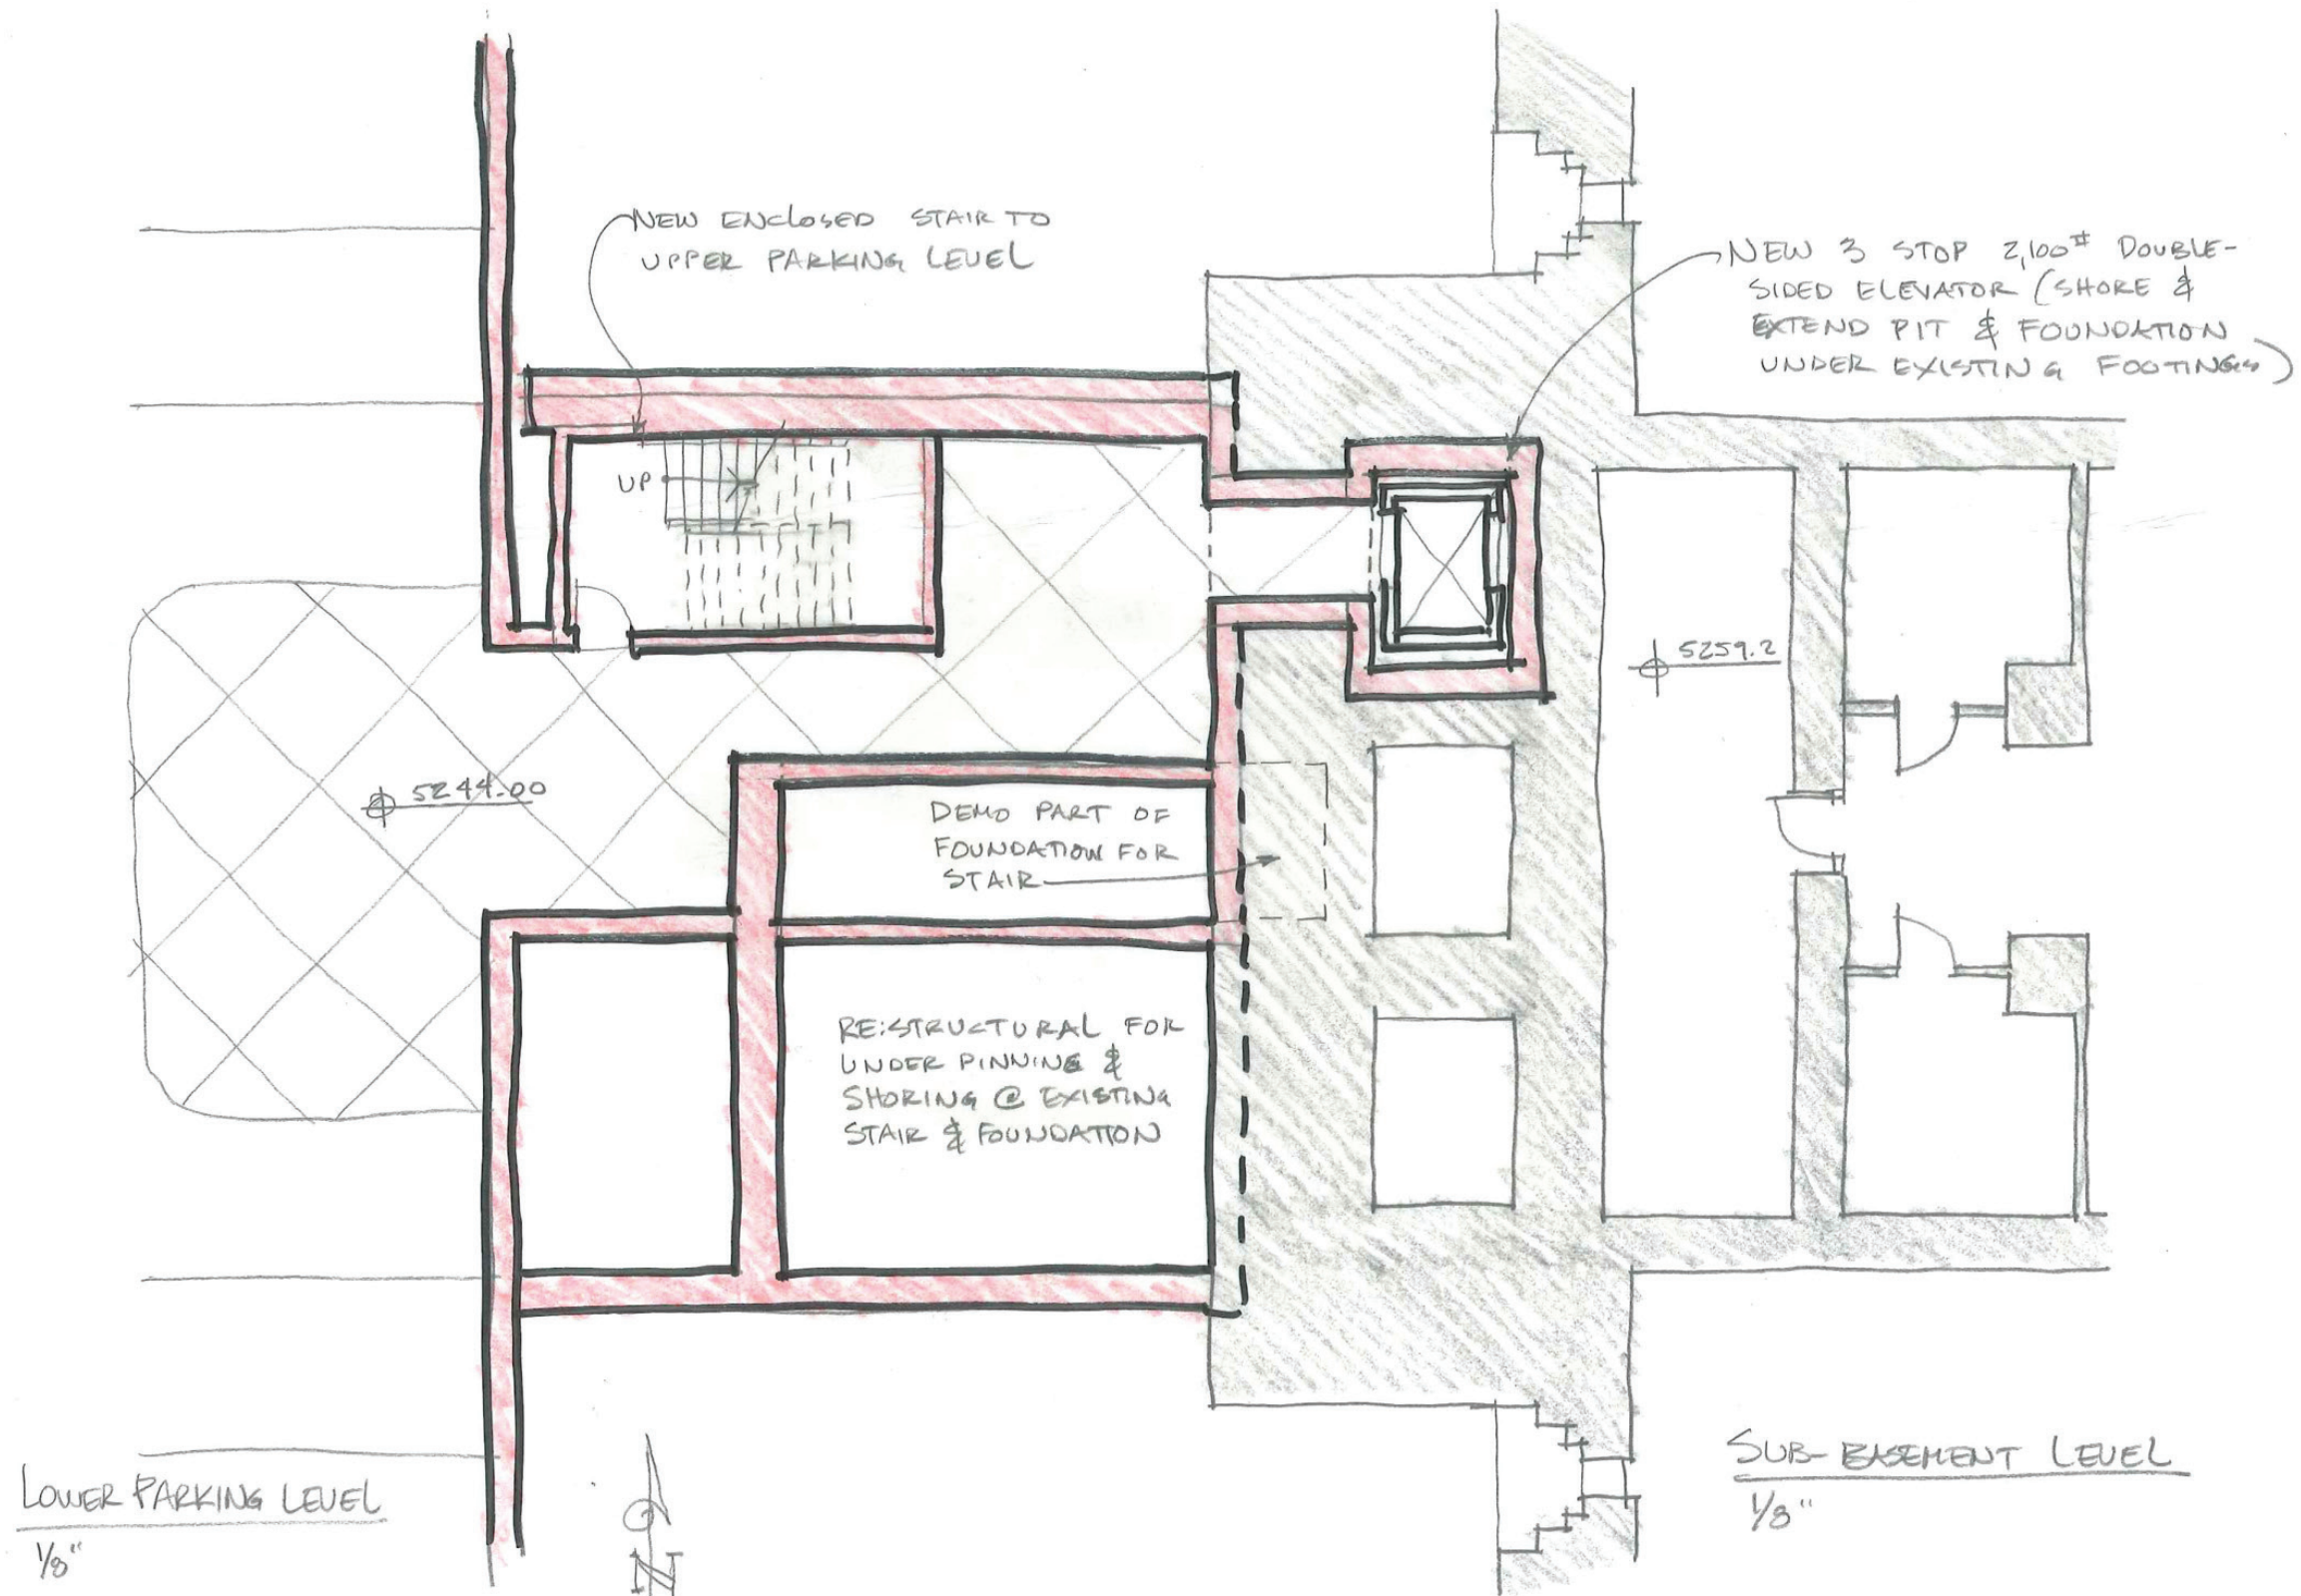 NEW ENCLOSED STAIR TO
UPPER PARKING LEVEL
NEW 3 STOP 2,100# DOUBLE-
SIDED ELEVATOR (SHORE &
EXTEND PIT & FOUNDATION
UNDER EXISTING FOOTINGS)
UP
5259.2
5244.00
DEMO PART OF
FOUNDATION FOR
STAIR
RE:STRUCTURAL FOR
UNDER PINNING &
SHORING @ EXISTING
STAIR & FOUNDATION
LOWER PARKING LEVEL
1/8"
N
SUB-BASEMENT LEVEL
1/8"